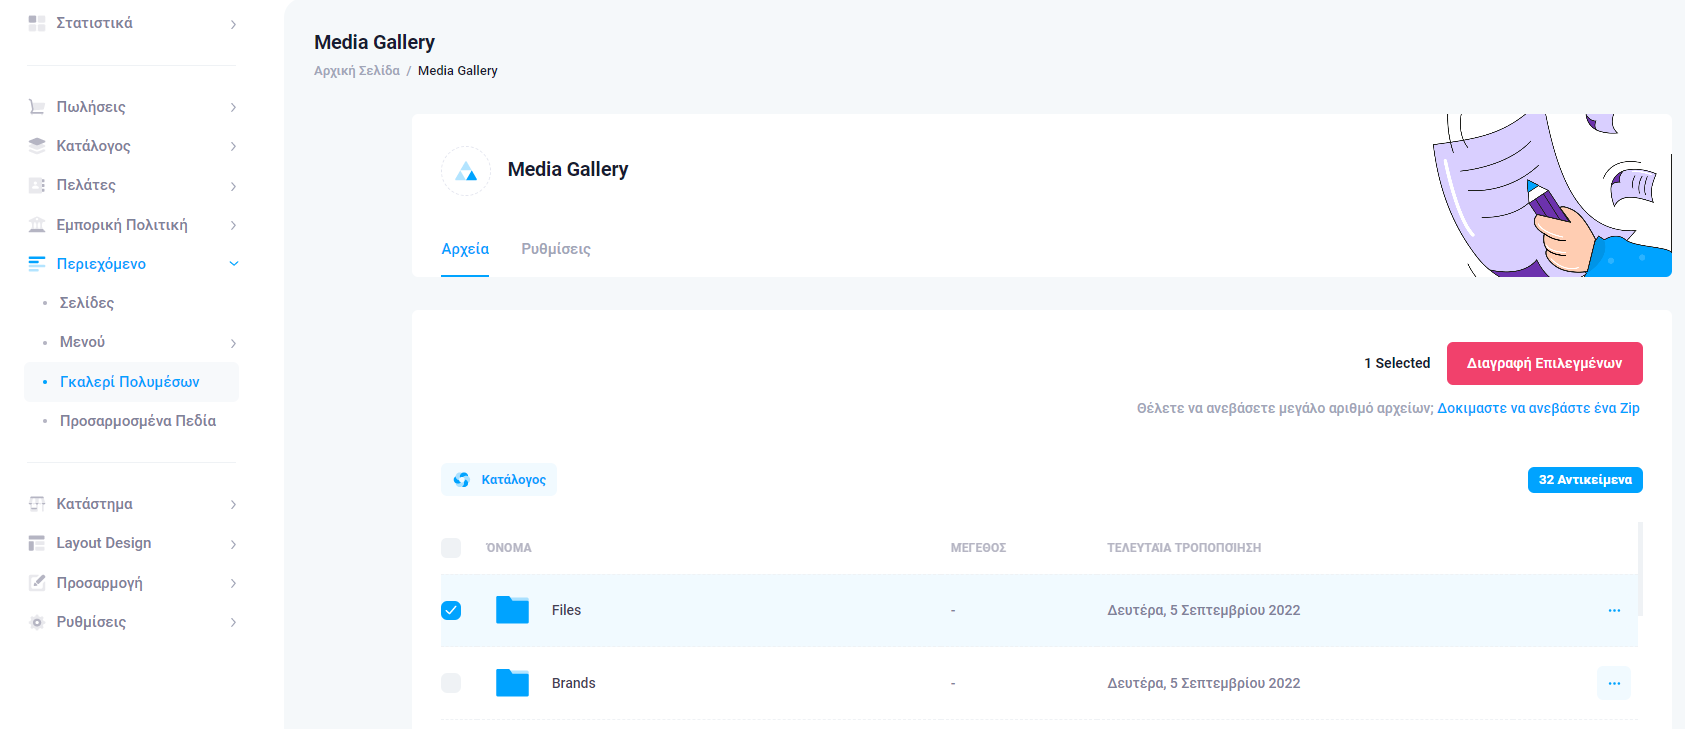 Στατιστικά
Πωλήσεις
Κατάλογος
Πελάτες
Εμπορική Πολιτική
Περιεχόμενο
Σελίδες
Μενού
Γκαλερί Πολυμέσων
Προσαρμοσμένα Πεδία
Κατάστημα
Layout Design
Προσαρμογή
Ρυθμίσεις
Media Gallery
Αρχική Σελίδα / Media Gallery
Media Gallery
Αρχεία Ρυθμίσεις
1 Selected Διαγραφή Επιλεγμένων
Θέλετε να ανεβάσετε μεγάλο αριθμό αρχείων; Δοκιμαστε να ανεβάστε ένα Zip
Κατάλογος 32 Αντικείμενα
ΌΝΟΜΑ ΜΈΓΕΘΟΣ ΤΕΛΕΥΤΑΊΑ ΤΡΟΠΟΠΟΊΗΣΗ
Files - Δευτέρα, 5 Σεπτεμβρίου 2022
Brands - Δευτέρα, 5 Σεπτεμβρίου 2022